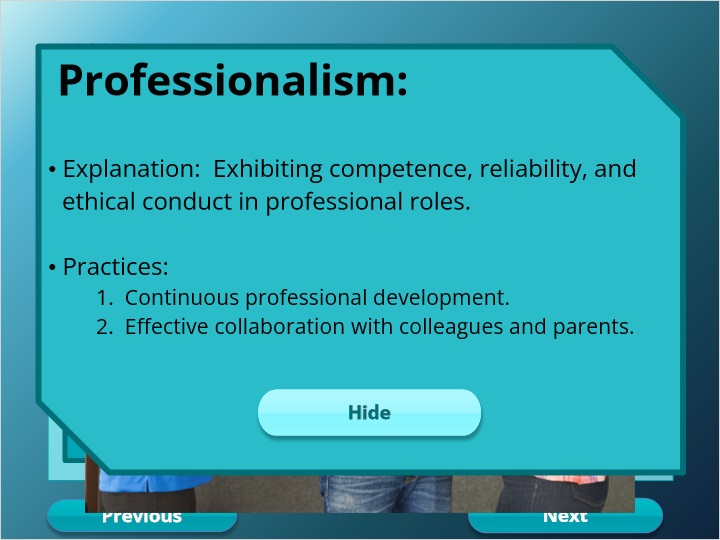 Professionalism:
• Explanation:  Exhibiting competence, reliability, and
ethical conduct in professional roles.
• Practices:
1. Continuous professional development.
2. Effective collaboration with colleagues and parents.
Hide
Previous
Next